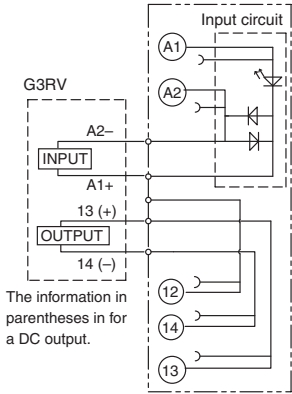 Input circuit
A1
G3RV
A2
A2–
INPUT
A1+
13 (+)
OUTPUT
14 (–)
12
14
13
The information in
parentheses in for
a DC output.